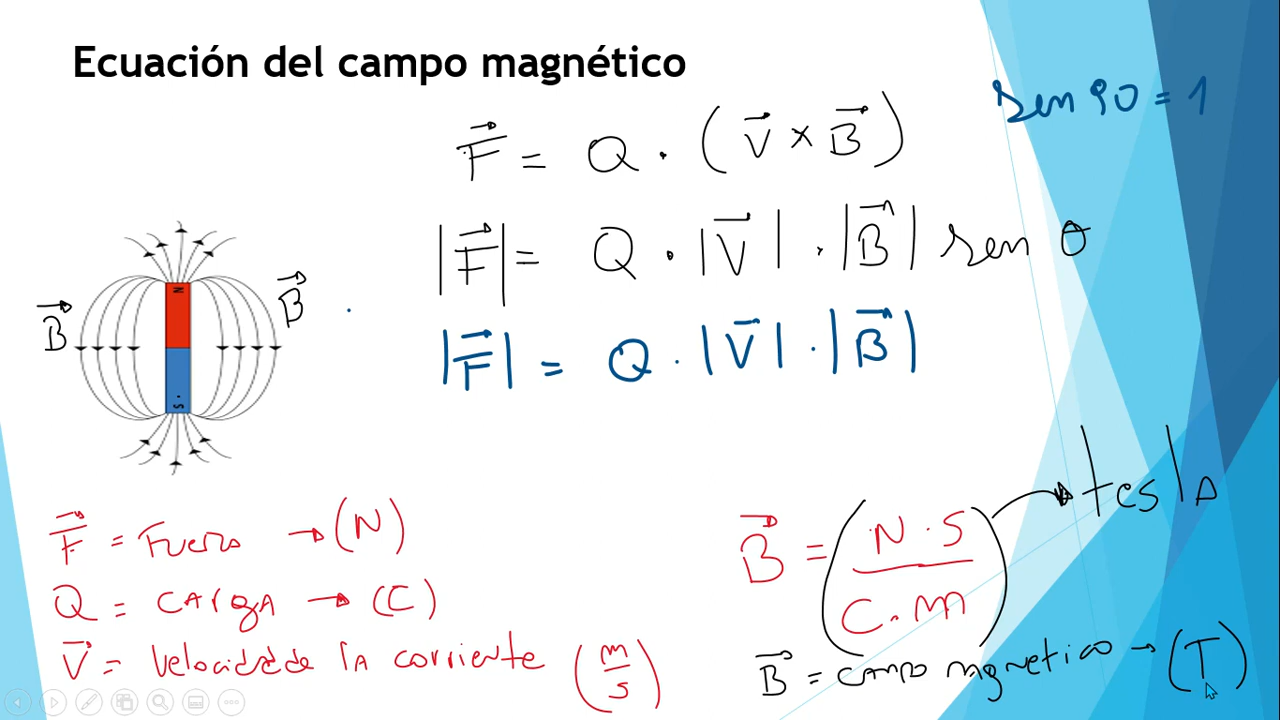 Ecuación del campo magnético
sen 90 = 1
F⃗ = Q · (V⃗ × B⃗)
|F⃗| = Q · |V⃗| · |B⃗| sen θ
|F⃗| = Q · |V⃗| · |B⃗|
B⃗
B⃗
N
S
F⃗ = Fuerza → (N)
Q = CArgA → (C)
V⃗ = Velocidad de lA corriente (m/s)
B⃗ = (N · S / C · m) → teslA
B⃗ = cAmpo magnetico → (T)